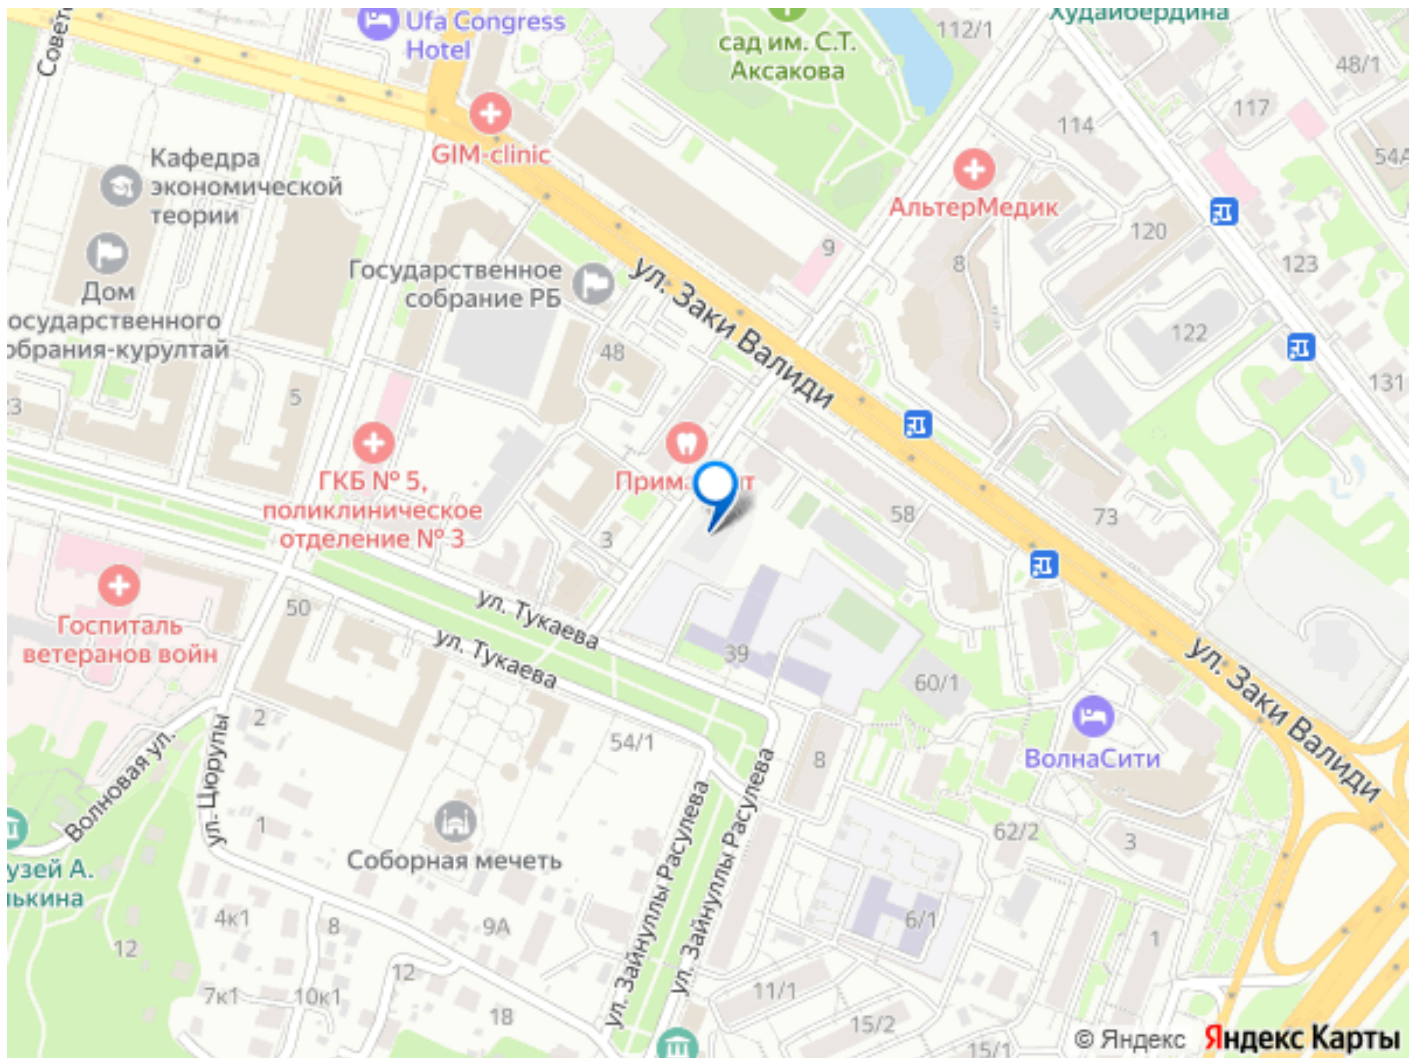 Ufa Congress
Hotel
Худайбердина
112/1
сад им. С.Т.
Аксакова
48/1
117
114
GIM-clinic
Кафедра
экономической
теории
АльтерМедик
54А
120
9
8
123
Государственное
собрание РБ
Дом
осударственного
обрания-курултай
ул. Заки Валиди
122
48
5
131
23
ГКБ № 5,
поликлиническое
отделение № 3
58
73
3
Госпиталь
ветеранов войн
50
ул. Тукаева
ул. Тукаева
39
60/1
ул. Заки Валиди
ВолнаСити
2
54/1
8
Волновая ул.
ул. Цюрупы
1
Соборная мечеть
62/2
3
узей А.
ькина
4к1
8
9А
6/1
1
12
12
7к1
10к1
18
ул. Зайнуллы Расулева
ул. Зайнуллы Расулева
11/1
15/2
15/1
© Яндекс Яндекс Карты